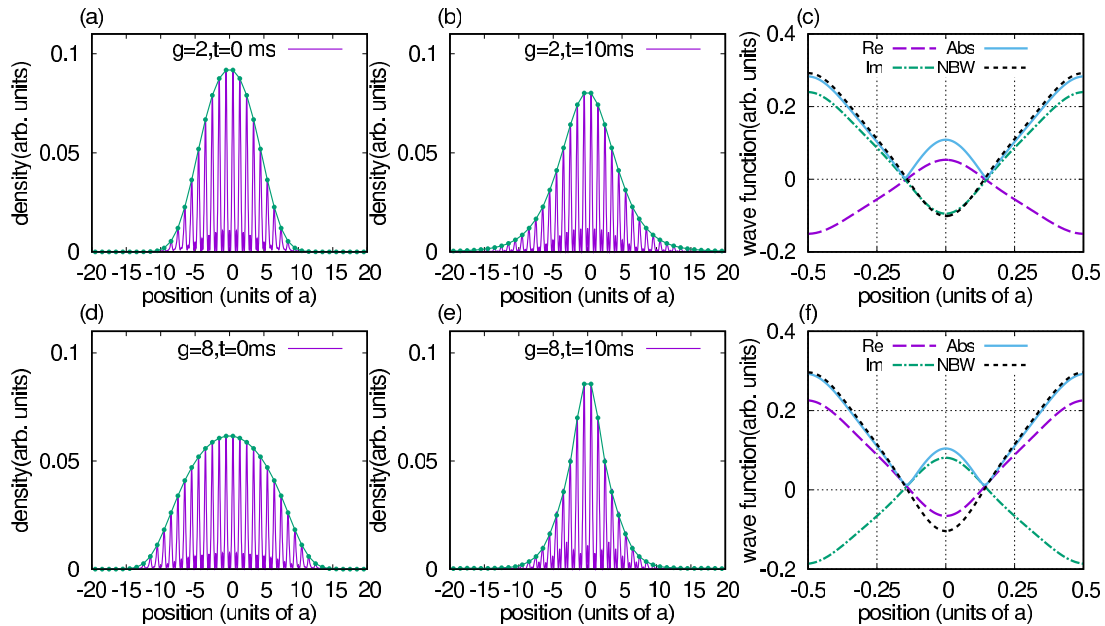 (a)
g=2,t=0 ms
0.1
0.05
0
density(arb. units)
-20 -15 -10 -5 0 5 10 15 20
position (units of a)
(b)
g=2,t=10ms
0.1
0.05
0
density(arb. units)
-20 -15 -10 -5 0 5 10 15 20
position (units of a)
(c)
Re Abs
Im NBW
0.4
0.2
0
-0.2
wave function(arb. units)
-0.5 -0.25 0 0.25 0.5
position (units of a)
(d)
g=8,t=0ms
0.1
0.05
0
density(arb. units)
-20 -15 -10 -5 0 5 10 15 20
position (units of a)
(e)
g=8,t=10ms
0.1
0.05
0
density(arb. units)
-20 -15 -10 -5 0 5 10 15 20
position (units of a)
(f)
Re Abs
Im NBW
0.4
0.2
0
-0.2
wave function(arb. units)
-0.5 -0.25 0 0.25 0.5
position (units of a)